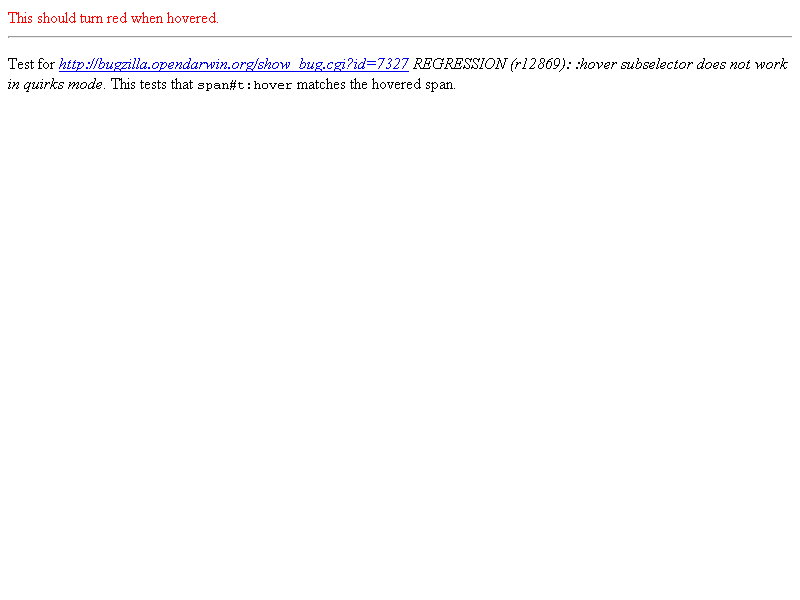 This should turn red when hovered.
Test for http://bugzilla.opendarwin.org/show_bug.cgi?id=7327 REGRESSION (r12869): :hover subselector does not work
in quirks mode. This tests that span#t:hover matches the hovered span.